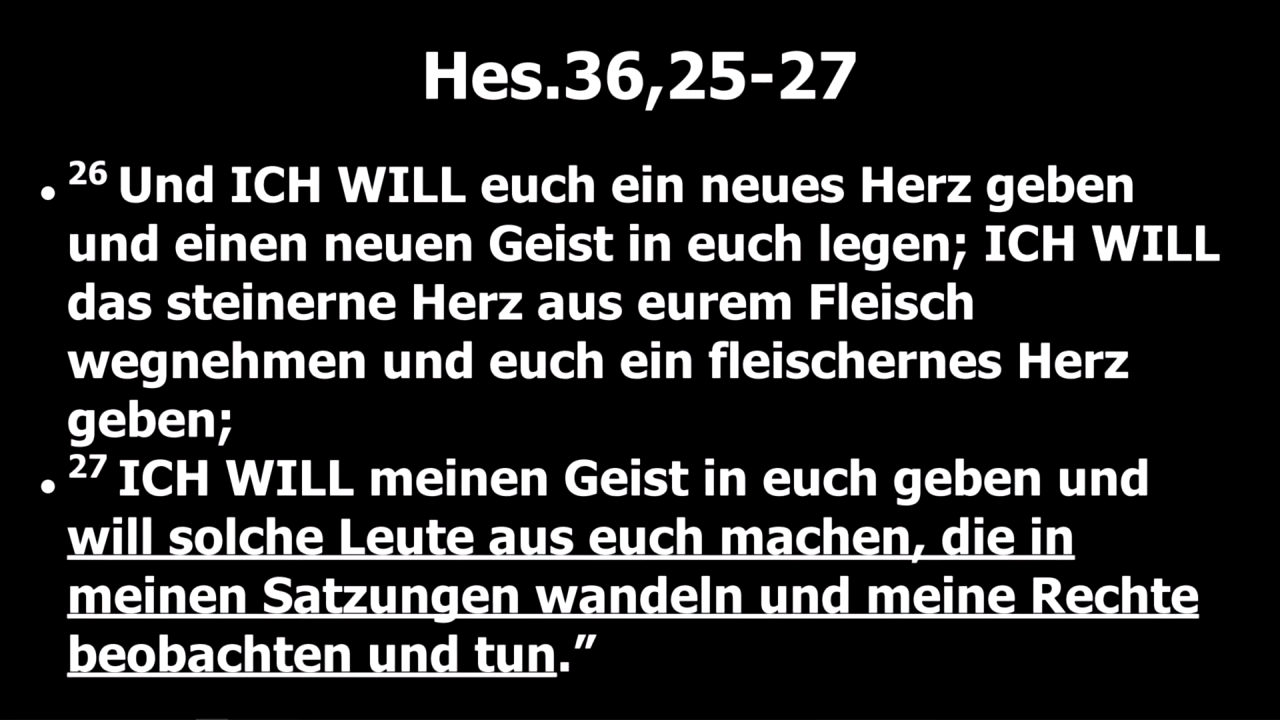 Hes.36,25-27
• 26 Und ICH WILL euch ein neues Herz geben
und einen neuen Geist in euch legen; ICH WILL
das steinerne Herz aus eurem Fleisch
wegnehmen und euch ein fleischernes Herz
geben;
• 27 ICH WILL meinen Geist in euch geben und
will solche Leute aus euch machen, die in
meinen Satzungen wandeln und meine Rechte
beobachten und tun.”